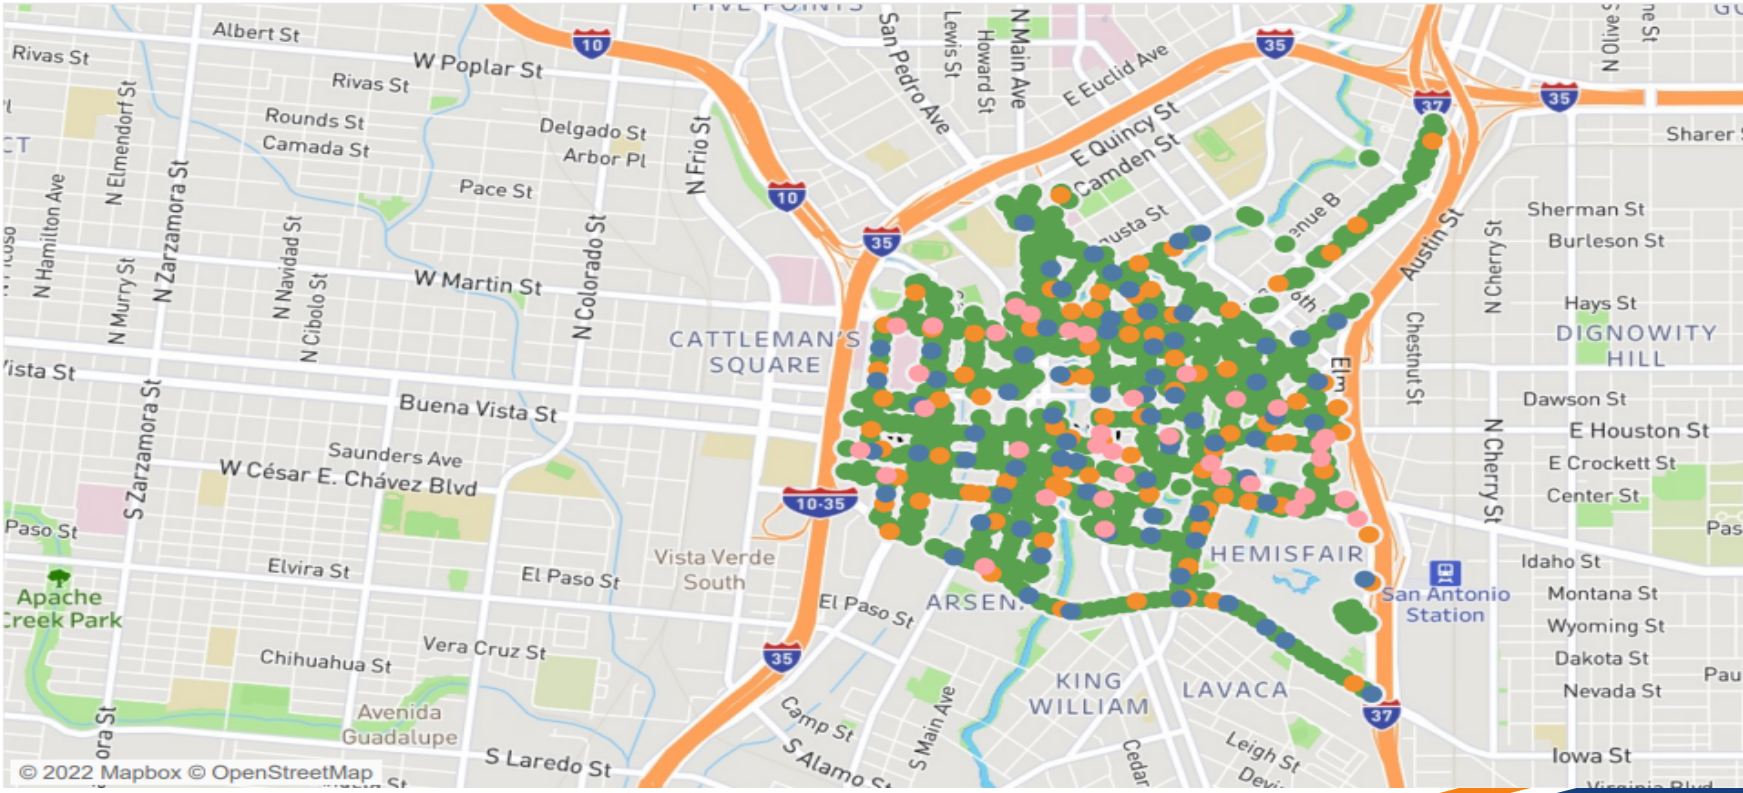 FIVE POINTS
Albert St
Rivas St
W Poplar St
Rivas St
10
San Pedro Ave
Lewis St
Howard St
N Main Ave
E Euclid Ave
35
37
35
N Elmendorf St
Rounds St
Camada St
Delgado St
Arbor Pl
N Frio St
E Quincy St
Camden St
Sharer
Pace St
10
N Hamilton Ave
N Zarzamora St
N Navidad St
N Colorado St
35
Sherman St
Burleson St
Austin St
N Cherry St
N Murry St
N Cibolo St
W Martin St
Hays St
CATTLEMAN'S
SQUARE
DIGNOWITY
HILL
Chestnut St
Elm
Buena Vista St
Dawson St
E Houston St
S Zarzamora St
Saunders Ave
W César E. Chávez Blvd
E Crockett St
Center St
N Cherry St
10-35
Paso St
Vista Verde
South
HEMISFAIR
Idaho St
Elvira St
El Paso St
San Antonio
Station
Montana St
Apache
Creek Park
El Paso St
Wyoming St
Vera Cruz St
Chihuahua St
35
Dakota St
KING
WILLIAM
LAVACA
Nevada St
Avenida
Guadalupe
37
Camp St
S Main Ave
S Laredo St
S Alamo St
Cedar
Leigh St
Iowa St
Virginia Blvd
© 2022 Mapbox © OpenStreetMap